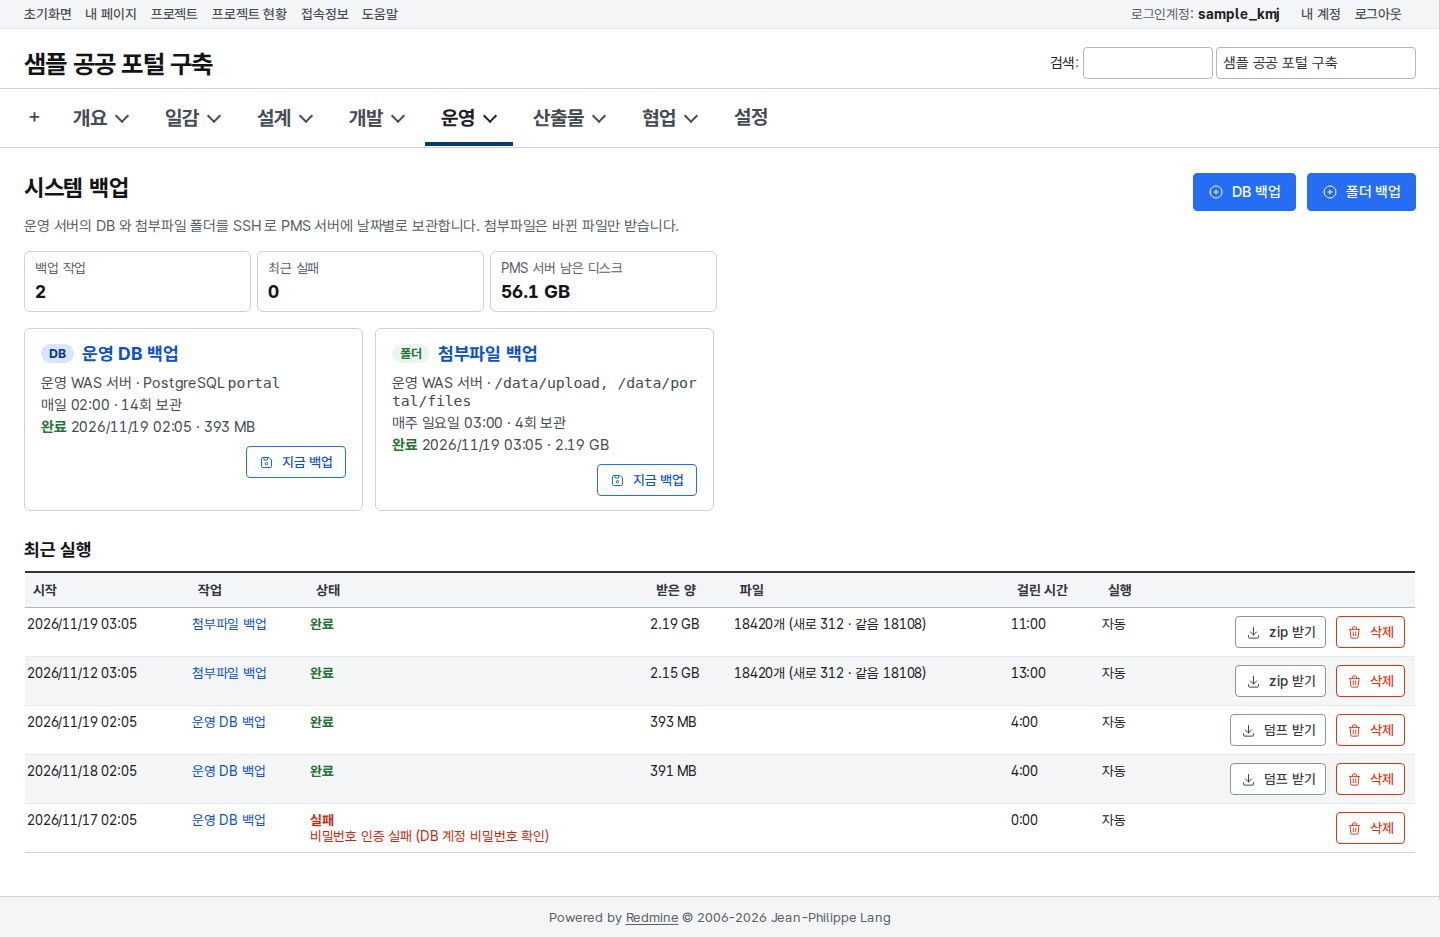 초기화면 내 페이지 프로젝트 프로젝트 현황 접속정보 도움말 로그인계정: sample_kmj 내 계정 로그아웃
샘플 공공 포털 구축 검색: 샘플 공공 포털 구축
+ 개요 일감 설계 개발 운영 산출물 협업 설정
시스템 백업 DB 백업 폴더 백업
운영 서버의 DB 와 첨부파일 폴더를 SSH 로 PMS 서버에 날짜별로 보관합니다. 첨부파일은 바뀐 파일만 받습니다.
백업 작업 최근 실패 PMS 서버 남은 디스크
2 0 56.1 GB
DB 운영 DB 백업
운영 WAS 서버 · PostgreSQL portal
매일 02:00 · 14회 보관
완료 2026/11/19 02:05 · 393 MB
지금 백업
폴더 첨부파일 백업
운영 WAS 서버 · /data/upload, /data/por
tal/files
매주 일요일 03:00 · 4회 보관
완료 2026/11/19 03:05 · 2.19 GB
지금 백업
최근 실행
시작 작업 상태 받은 양 파일 걸린 시간 실행
2026/11/19 03:05 첨부파일 백업 완료 2.19 GB 18420개 (새로 312 · 같음 18108) 11:00 자동 zip 받기 삭제
2026/11/12 03:05 첨부파일 백업 완료 2.15 GB 18420개 (새로 312 · 같음 18108) 13:00 자동 zip 받기 삭제
2026/11/19 02:05 운영 DB 백업 완료 393 MB 4:00 자동 덤프 받기 삭제
2026/11/18 02:05 운영 DB 백업 완료 391 MB 4:00 자동 덤프 받기 삭제
2026/11/17 02:05 운영 DB 백업 실패 0:00 자동 삭제
비밀번호 인증 실패 (DB 계정 비밀번호 확인)
Powered by Redmine © 2006-2026 Jean-Philippe Lang